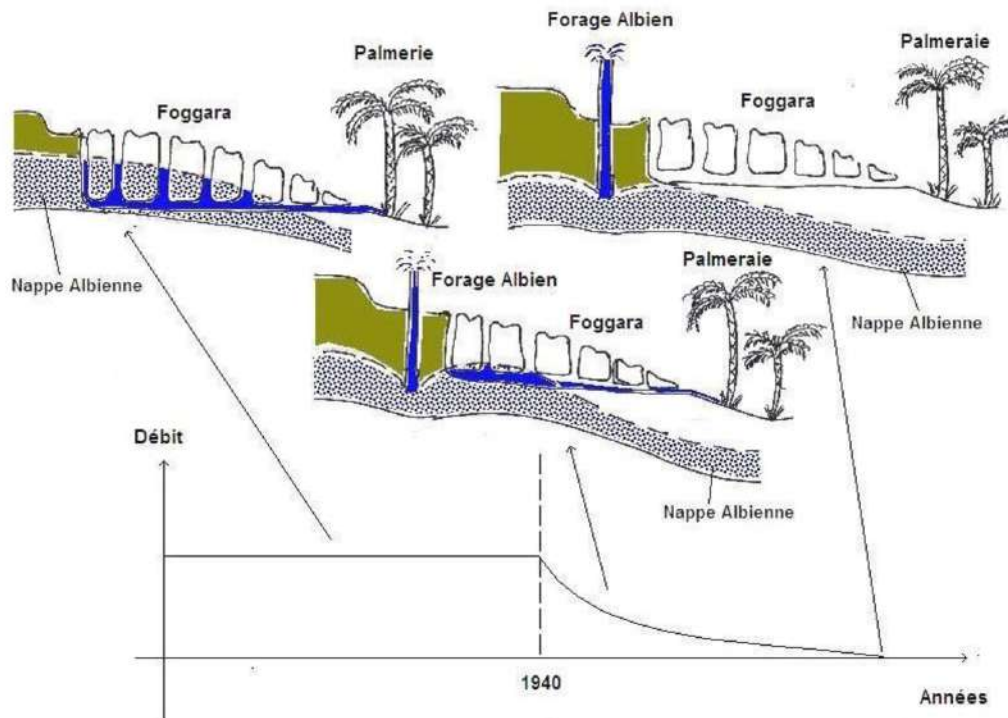 Forage Albien
Palmerie
Palmeraie
Foggara
Foggara
Nappe Albienne
Forage Albien
Palmeraie
Foggara
Nappe Albienne
Nappe Albienne
Débit
1940
Années